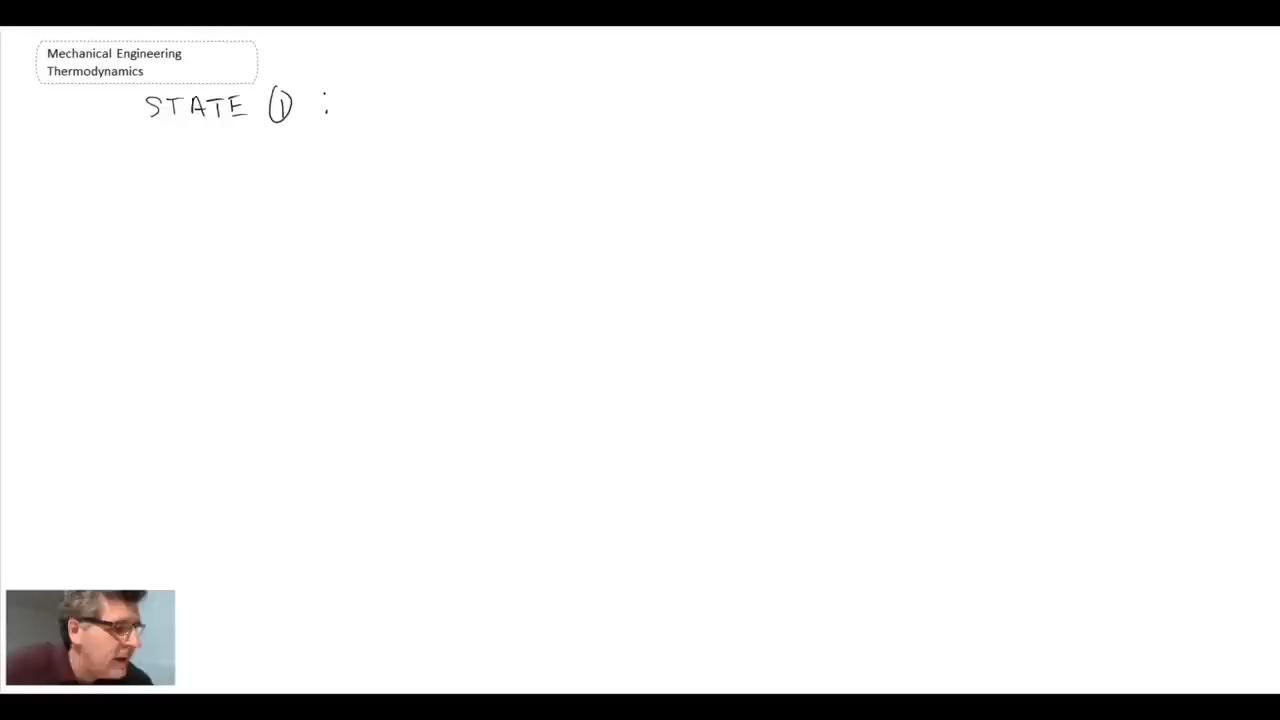 Mechanical Engineering
Thermodynamics
STATE ① :